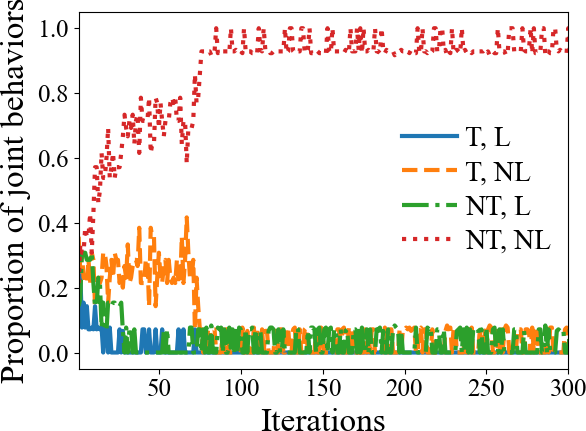 Proportion of joint behaviors
1.0
0.8
0.6
0.4
0.2
0.0
T, L
T, NL
NT, L
NT, NL
50
100
150
200
250
300
Iterations